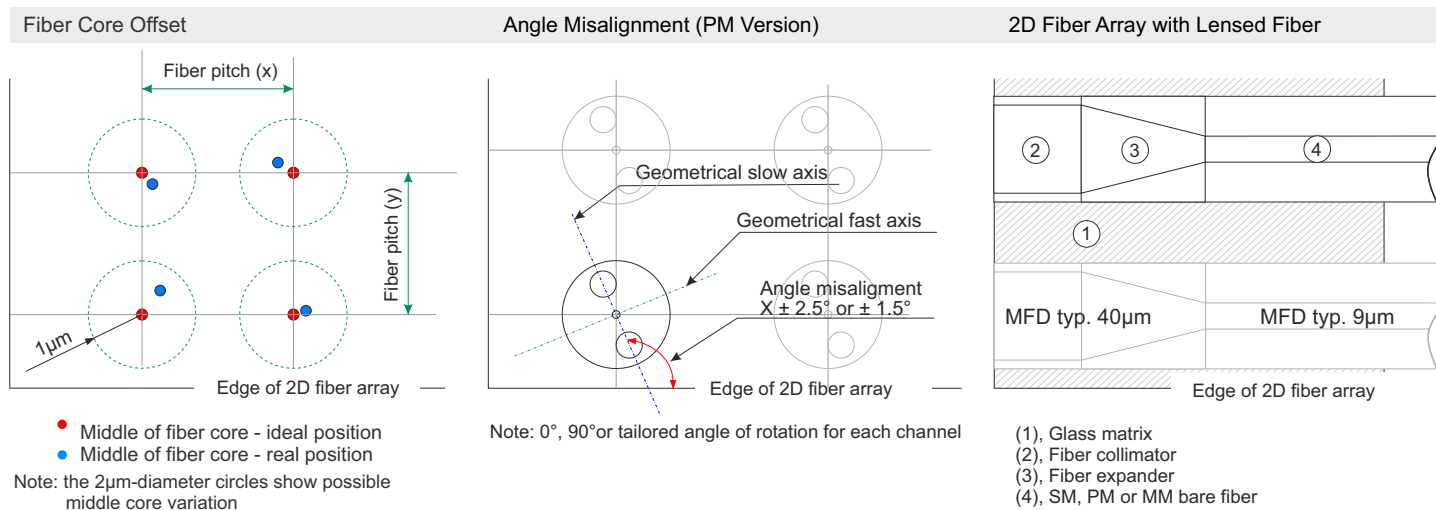 Fiber Core Offset
Fiber pitch (x)
Fiber pitch (y)
1µm
Edge of 2D fiber array
Middle of fiber core - ideal position
Middle of fiber core - real position
Note: the 2µm-diameter circles show possible
middle core variation
Angle Misalignment (PM Version)
Geometrical slow axis
Geometrical fast axis
Angle misaligment
X ± 2.5° or ± 1.5°
Edge of 2D fiber array
Note: 0°, 90°or tailored angle of rotation for each channel
2D Fiber Array with Lensed Fiber
2
3
4
1
MFD typ. 40µm
MFD typ. 9µm
Edge of 2D fiber array
(1), Glass matrix
(2), Fiber collimator
(3), Fiber expander
(4), SM, PM or MM bare fiber